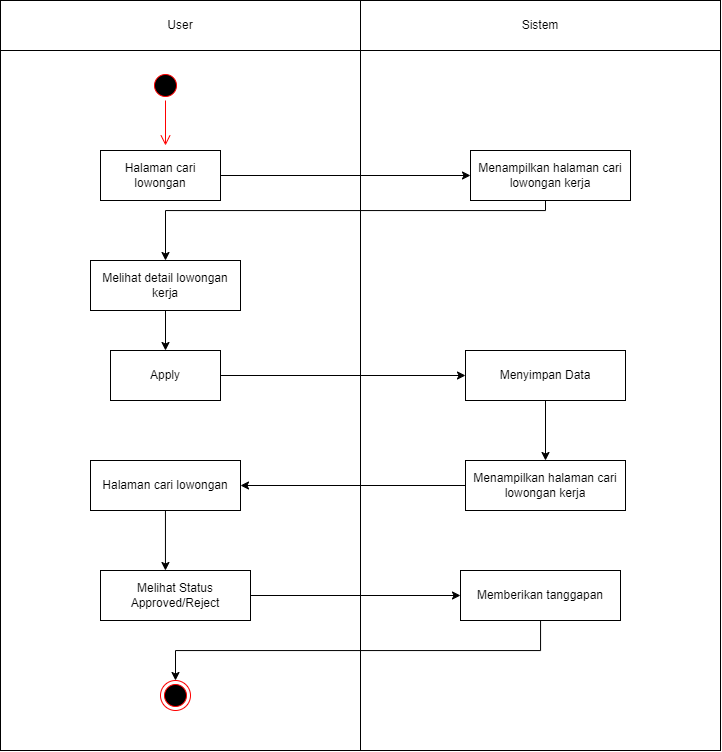 User
Sistem
Halaman cari
lowongan
Menampilkan halaman cari
lowongan kerja
Melihat detail lowongan
kerja
Apply
Menyimpan Data
Halaman cari lowongan
Menampilkan halaman cari
lowongan kerja
Melihat Status
Approved/Reject
Memberikan tanggapan